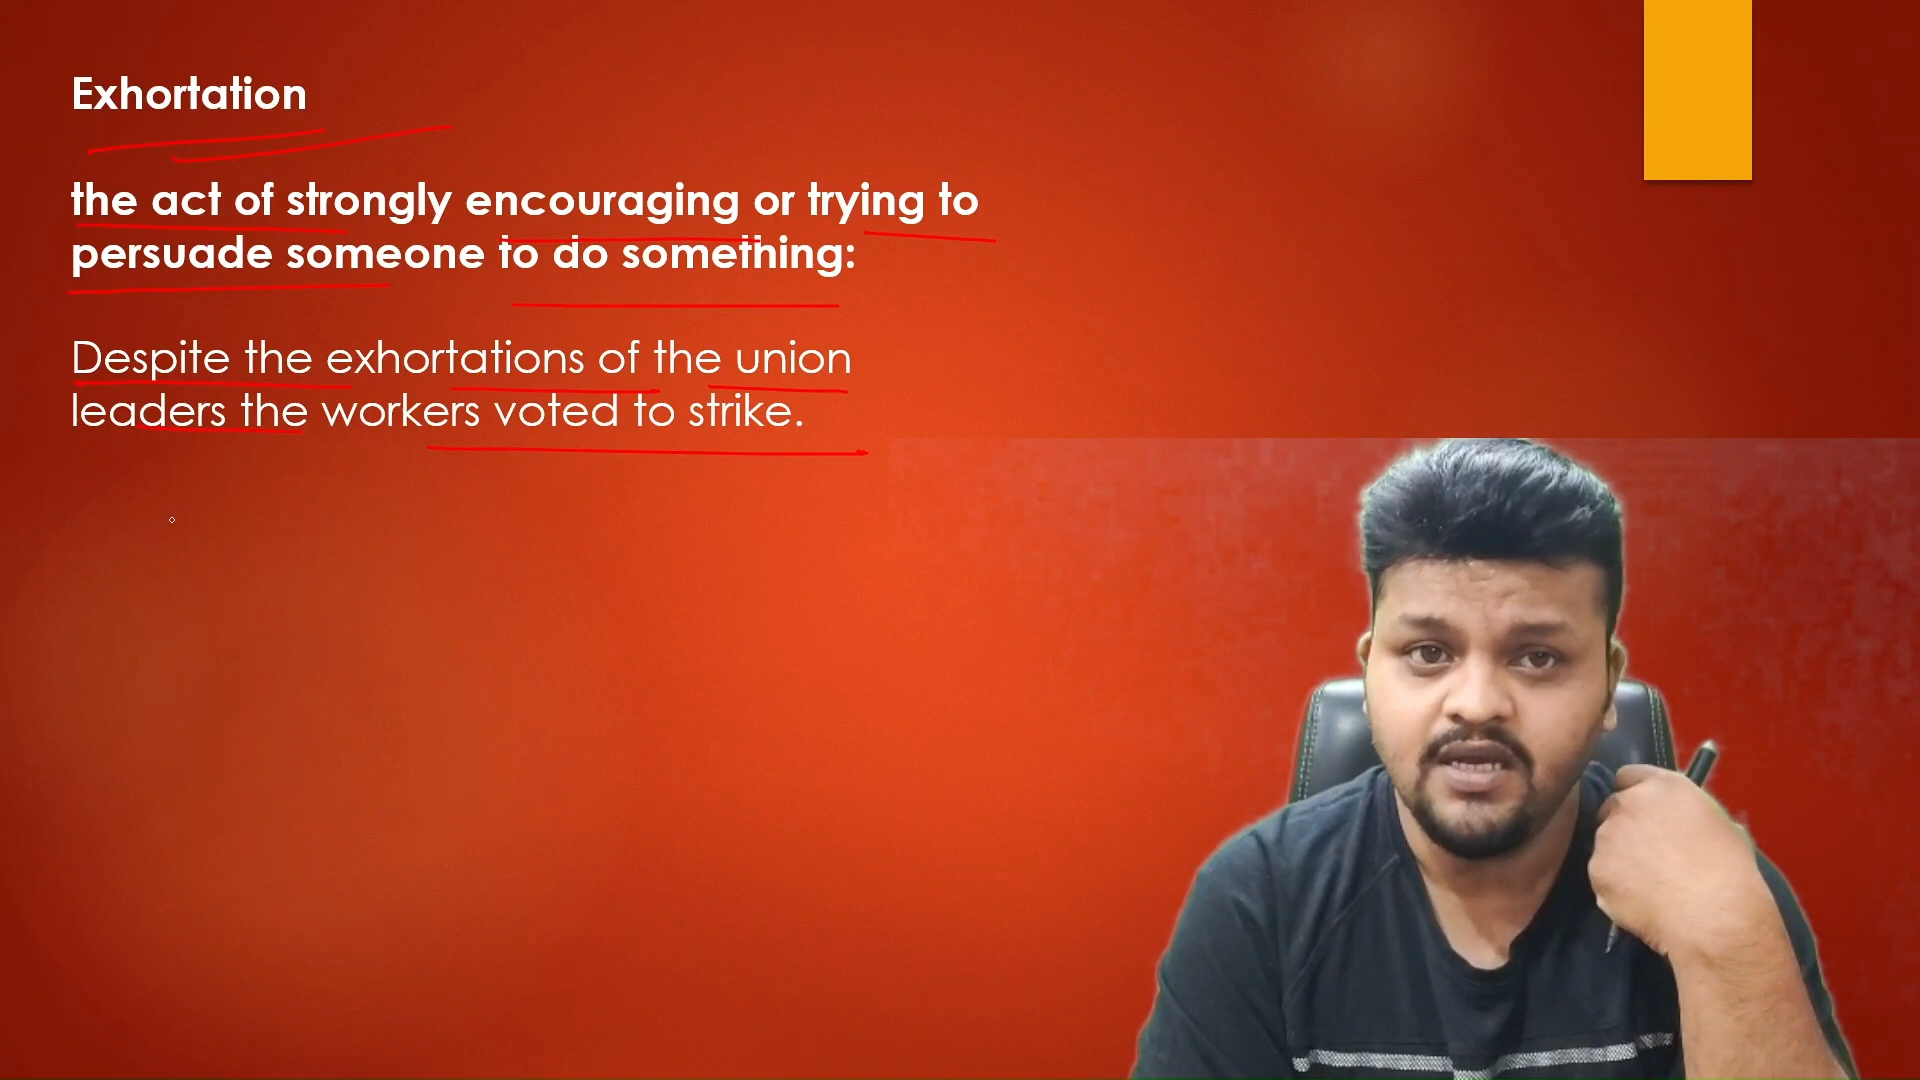 Exhortation
the act of strongly encouraging or trying to
persuade someone to do something:
Despite the exhortations of the union
leaders the workers voted to strike.